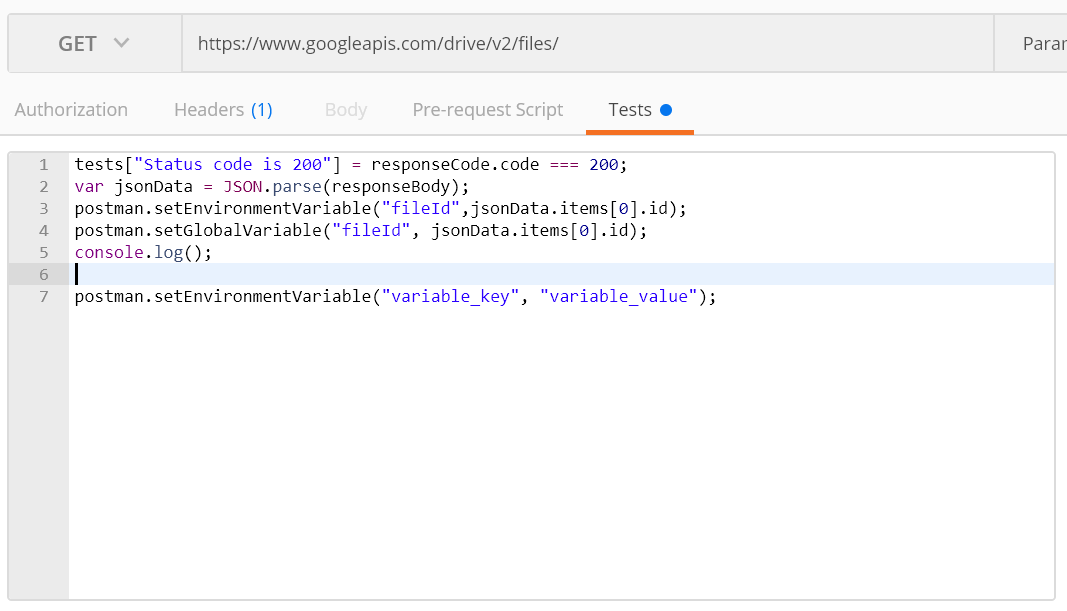 GET https://www.googleapis.com/drive/v2/files/ Parar
Authorization Headers (1) Body Pre-request Script Tests
1 tests["Status code is 200"] = responseCode.code === 200;
2 var jsonData = JSON.parse(responseBody);
3 postman.setEnvironmentVariable("fileId",jsonData.items[0].id);
4 postman.setGlobalVariable("fileId", jsonData.items[0].id);
5 console.log();
6
7 postman.setEnvironmentVariable("variable_key", "variable_value");